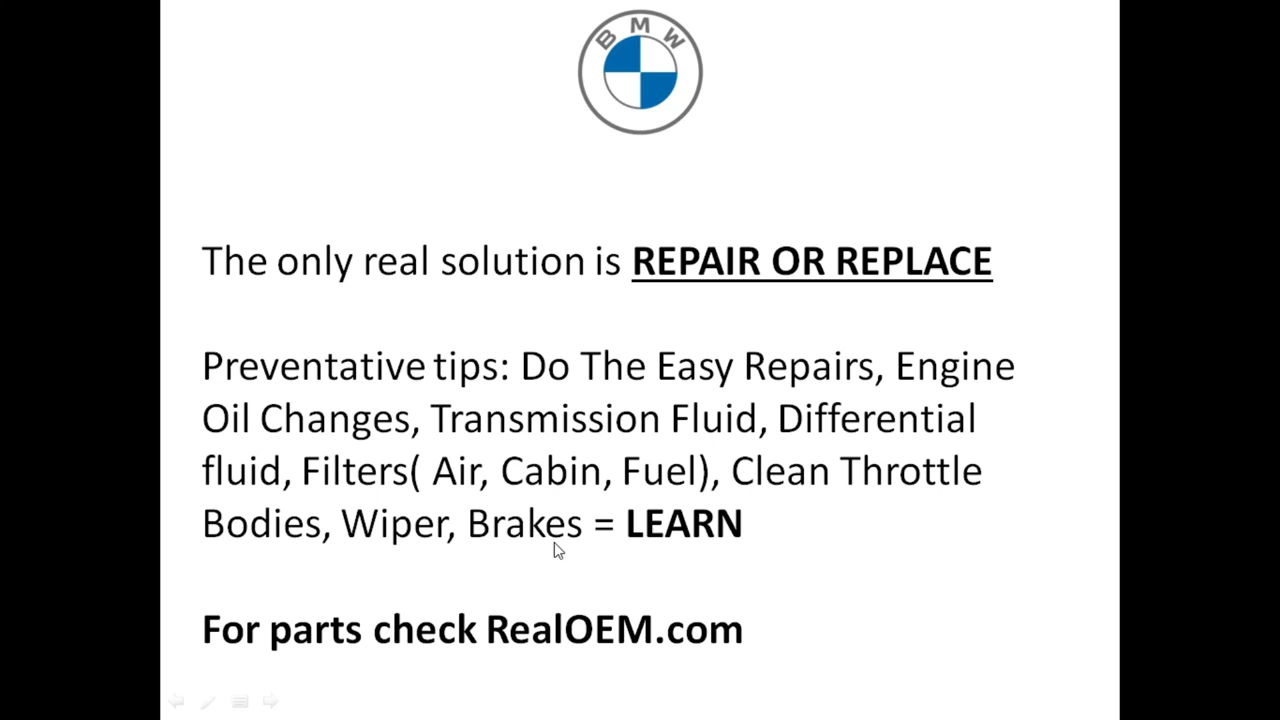 BMW
The only real solution is REPAIR OR REPLACE
Preventative tips: Do The Easy Repairs, Engine
Oil Changes, Transmission Fluid, Differential
fluid, Filters( Air, Cabin, Fuel), Clean Throttle
Bodies, Wiper, Brakes = LEARN
For parts check RealOEM.com